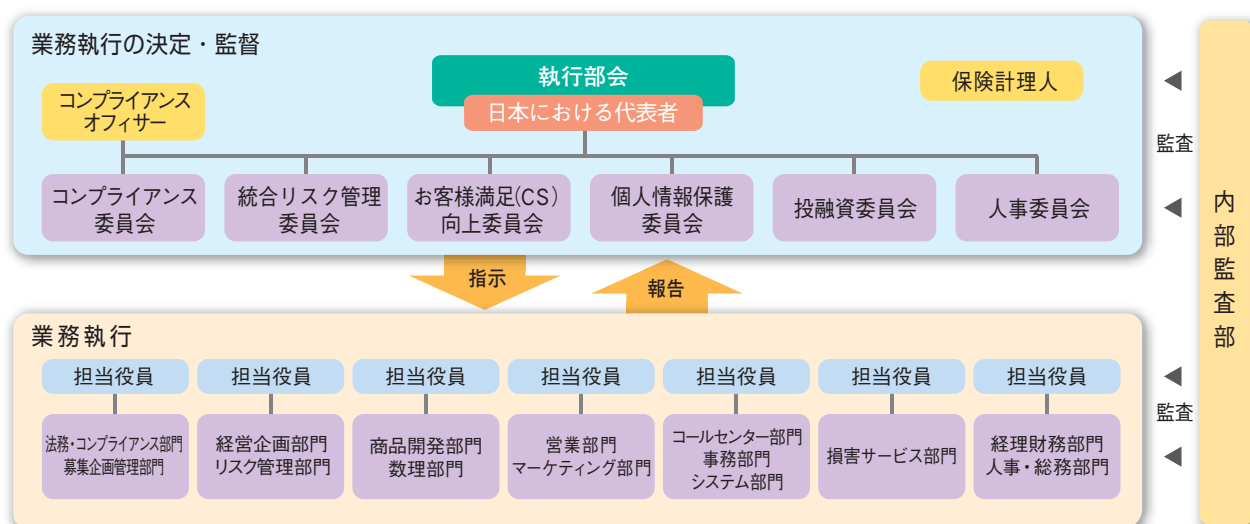 業務執行の決定・監督
執行部会
日本における代表者
保険計理人
コンプライアンス
オフィサー
コンプライアンス
委員会
統合リスク管理
委員会
お客様満足(CS)
向上委員会
個人情報保護
委員会
投融資委員会
人事委員会
指示
報告
業務執行
担当役員
担当役員
担当役員
担当役員
担当役員
担当役員
担当役員
法務・コンプライアンス部門
募集企画管理部門
経営企画部門
リスク管理部門
商品開発部門
数理部門
営業部門
マーケティング部門
コールセンター部門
事務部門
システム部門
損害サービス部門
経理財務部門
人事・総務部門
監査
監査
内部監査部